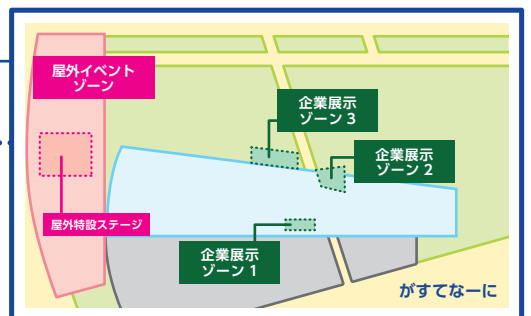 屋外イベント
ゾーン
企業展示
ゾーン 3
企業展示
ゾーン 2
屋外特設ステージ
企業展示
ゾーン 1
がすてなーに